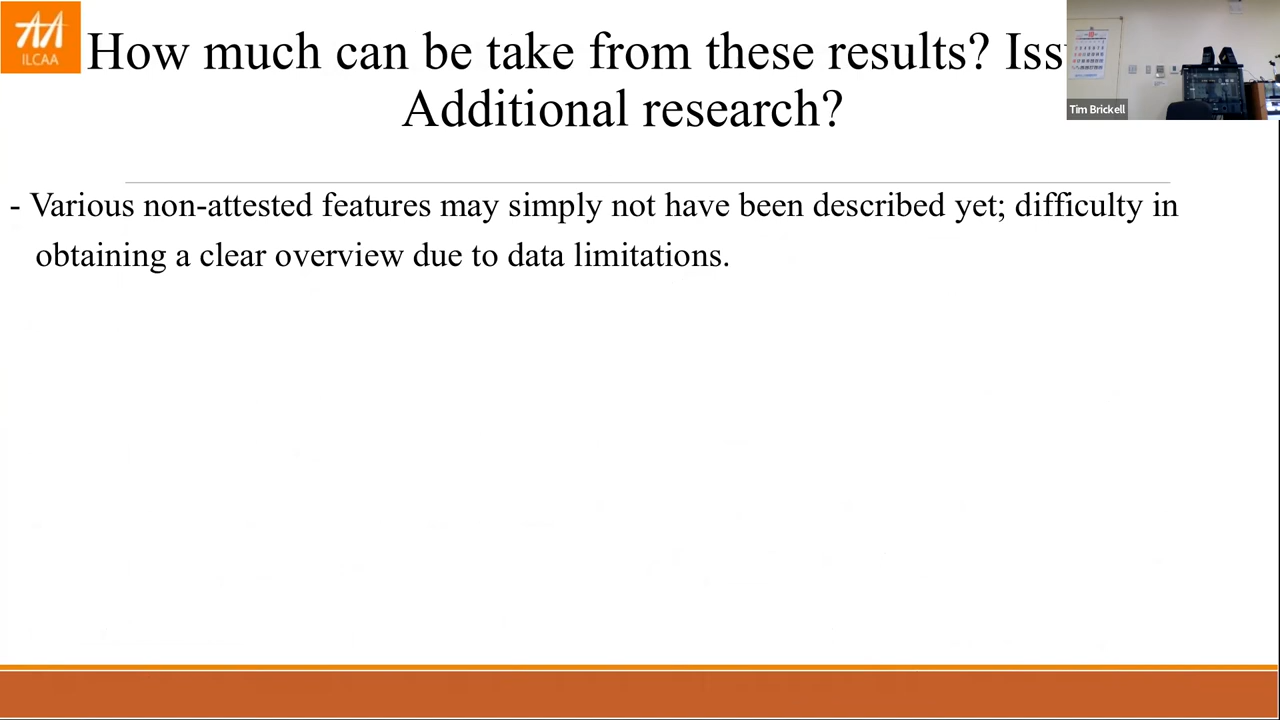 ILCAA
How much can be take from these results? Iss
Additional research?
Tim Brickell
- Various non-attested features may simply not have been described yet; difficulty in
obtaining a clear overview due to data limitations.